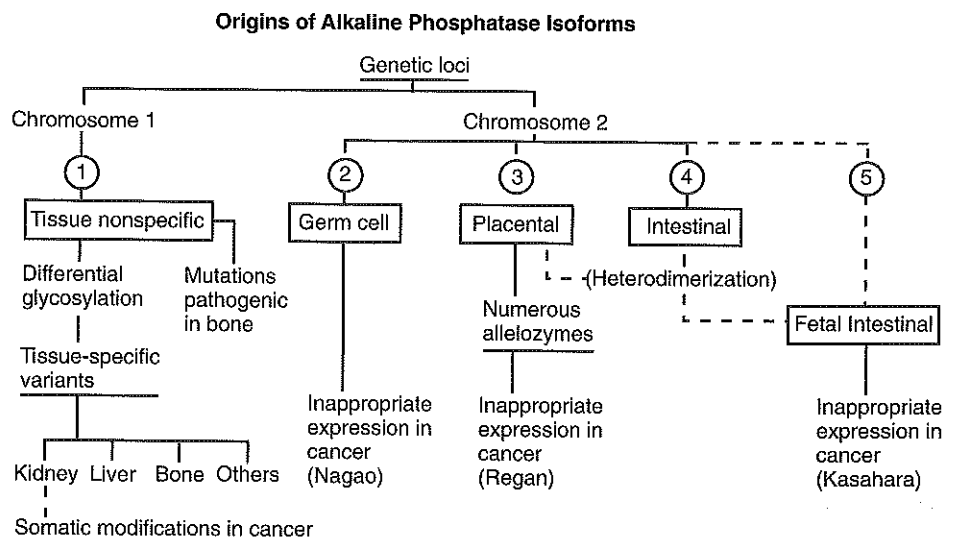 Origins of Alkaline Phosphatase Isoforms
Genetic loci
Chromosome 1
Chromosome 2
1
2
3
4
5
Tissue nonspecific
Germ cell
Placental
Intestinal
Differential
glycosylation
Mutations
pathogenic
in bone
(Heterodimerization)
Numerous
allelozymes
Fetal Intestinal
Tissue-specific
variants
Inappropriate
expression in
cancer
(Nagao)
Inappropriate
expression in
cancer
(Regan)
Inappropriate
expression in
cancer
(Kasahara)
Kidney Liver Bone Others
Somatic modifications in cancer